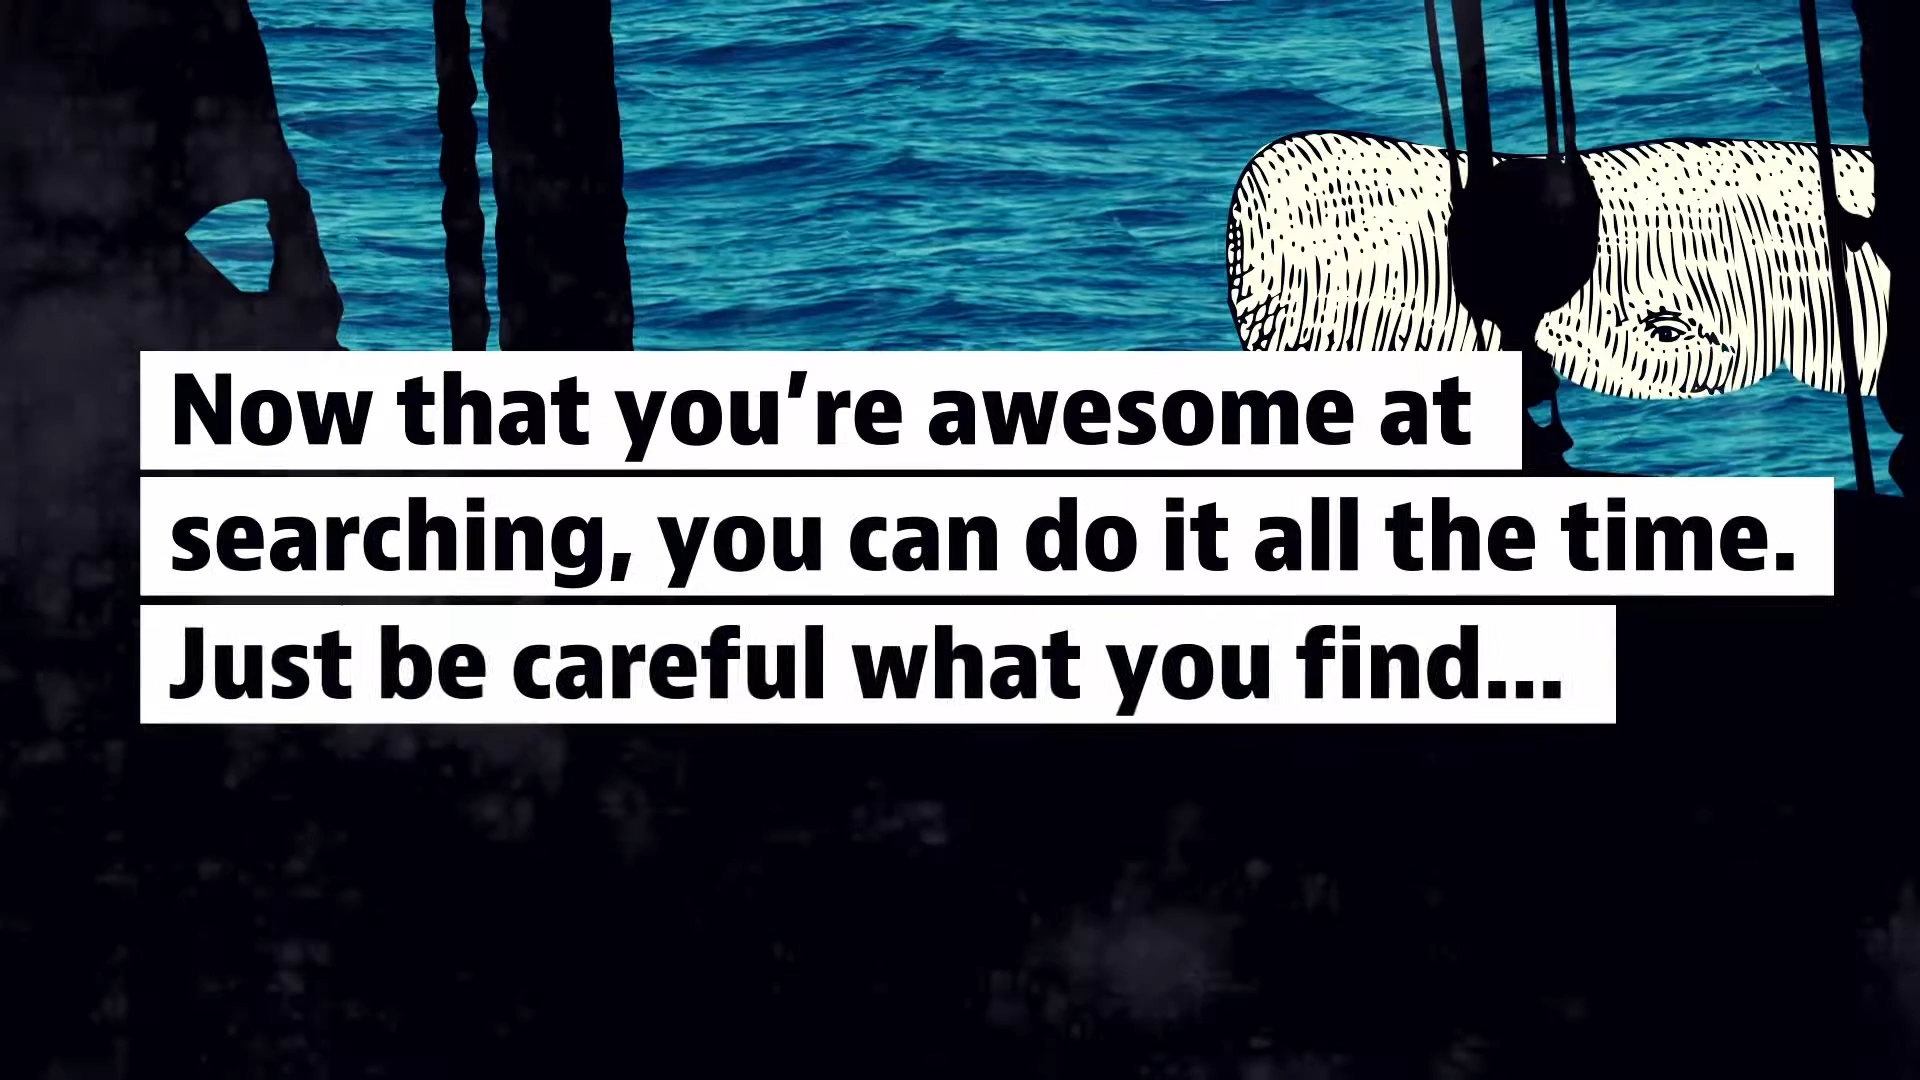 Now that you’re awesome at
searching, you can do it all the time.
Just be careful what you find...